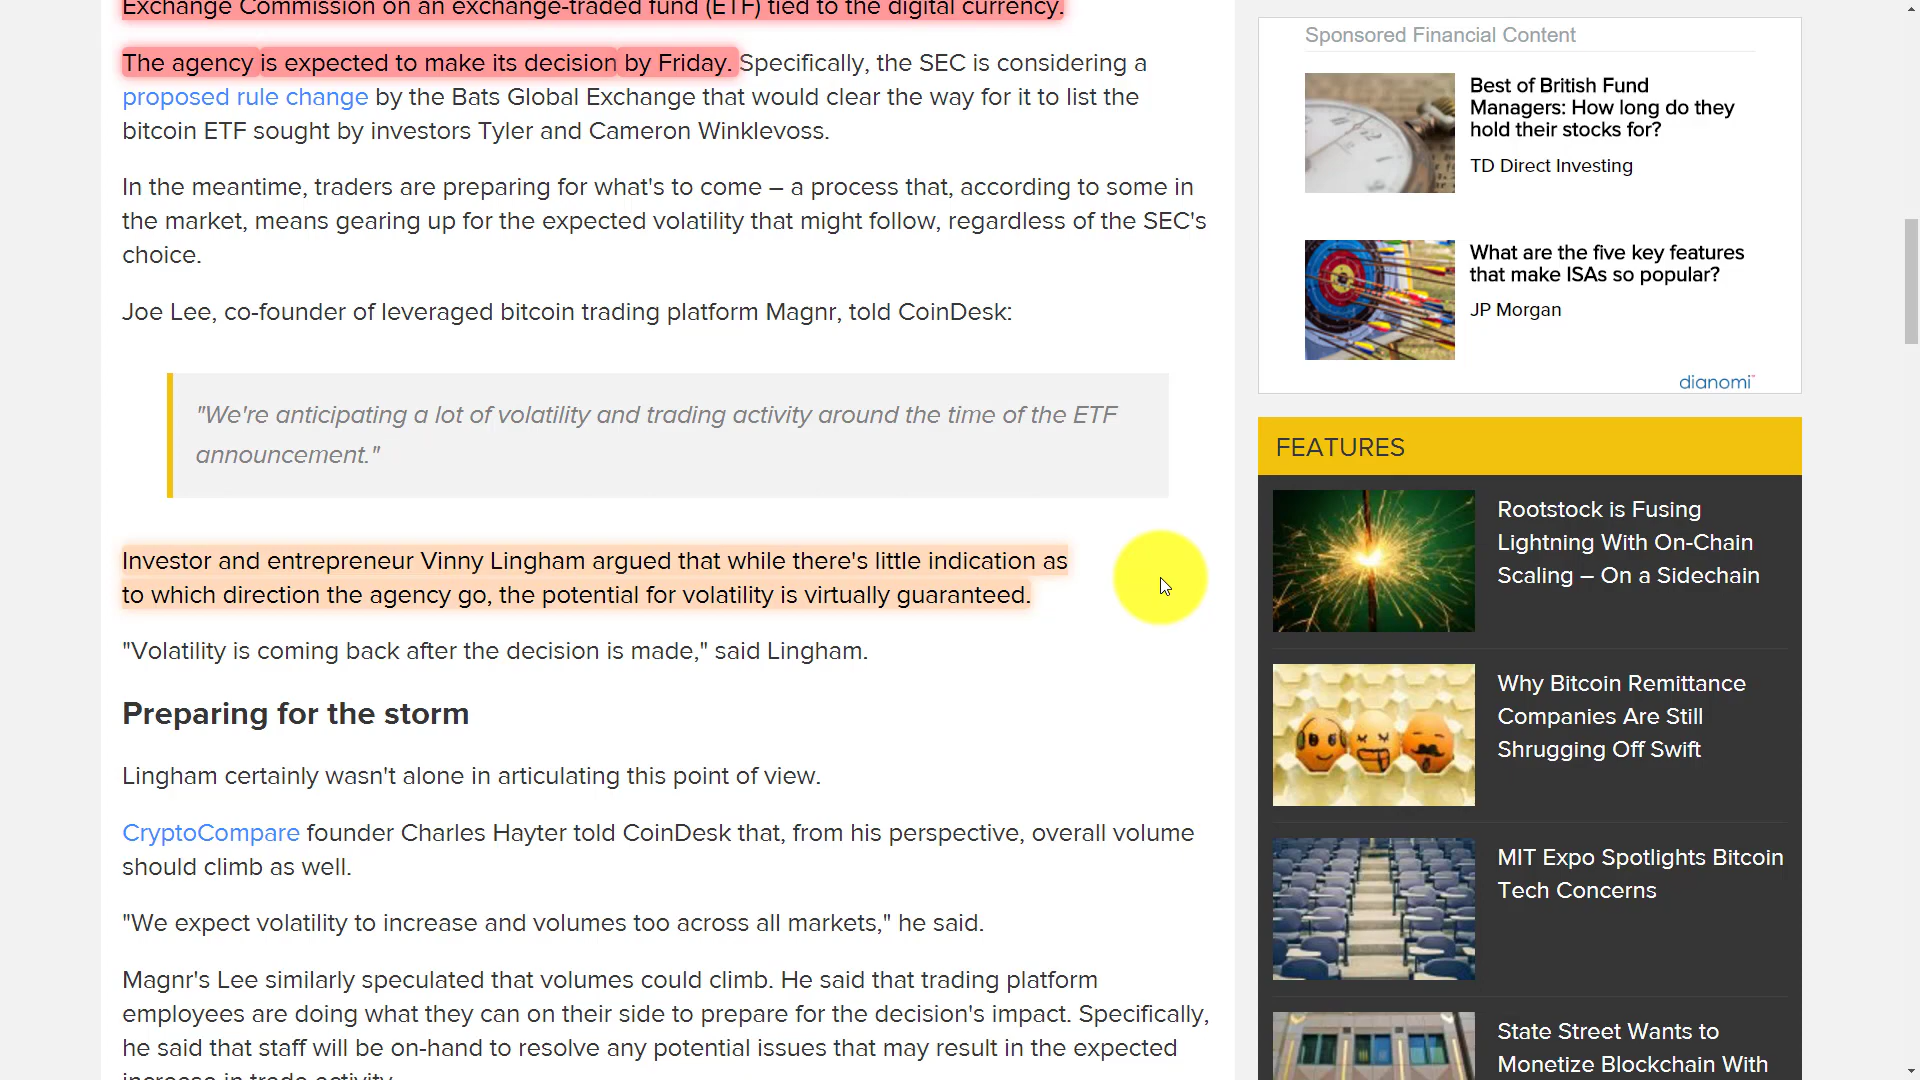 Exchange Commission on an exchange-traded fund (ETF) tied to the digital currency.
The agency is expected to make its decision by Friday. Specifically, the SEC is considering a
proposed rule change by the Bats Global Exchange that would clear the way for it to list the
bitcoin ETF sought by investors Tyler and Cameron Winklevoss.
In the meantime, traders are preparing for what's to come – a process that, according to some in
the market, means gearing up for the expected volatility that might follow, regardless of the SEC's
choice.
Joe Lee, co-founder of leveraged bitcoin trading platform Magnr, told CoinDesk:
"We're anticipating a lot of volatility and trading activity around the time of the ETF
announcement."
Investor and entrepreneur Vinny Lingham argued that while there's little indication as
to which direction the agency go, the potential for volatility is virtually guaranteed.
"Volatility is coming back after the decision is made," said Lingham.
Preparing for the storm
Lingham certainly wasn't alone in articulating this point of view.
CryptoCompare founder Charles Hayter told CoinDesk that, from his perspective, overall volume
should climb as well.
"We expect volatility to increase and volumes too across all markets," he said.
Magnr's Lee similarly speculated that volumes could climb. He said that trading platform
employees are doing what they can on their side to prepare for the decision's impact. Specifically,
he said that staff will be on-hand to resolve any potential issues that may result in the expected
increase in trade activity.
Sponsored Financial Content
Best of British Fund
Managers: How long do they
hold their stocks for?
TD Direct Investing
What are the five key features
that make ISAs so popular?
JP Morgan
dianomi
FEATURES
Rootstock is Fusing
Lightning With On-Chain
Scaling – On a Sidechain
Why Bitcoin Remittance
Companies Are Still
Shrugging Off Swift
MIT Expo Spotlights Bitcoin
Tech Concerns
State Street Wants to
Monetize Blockchain With